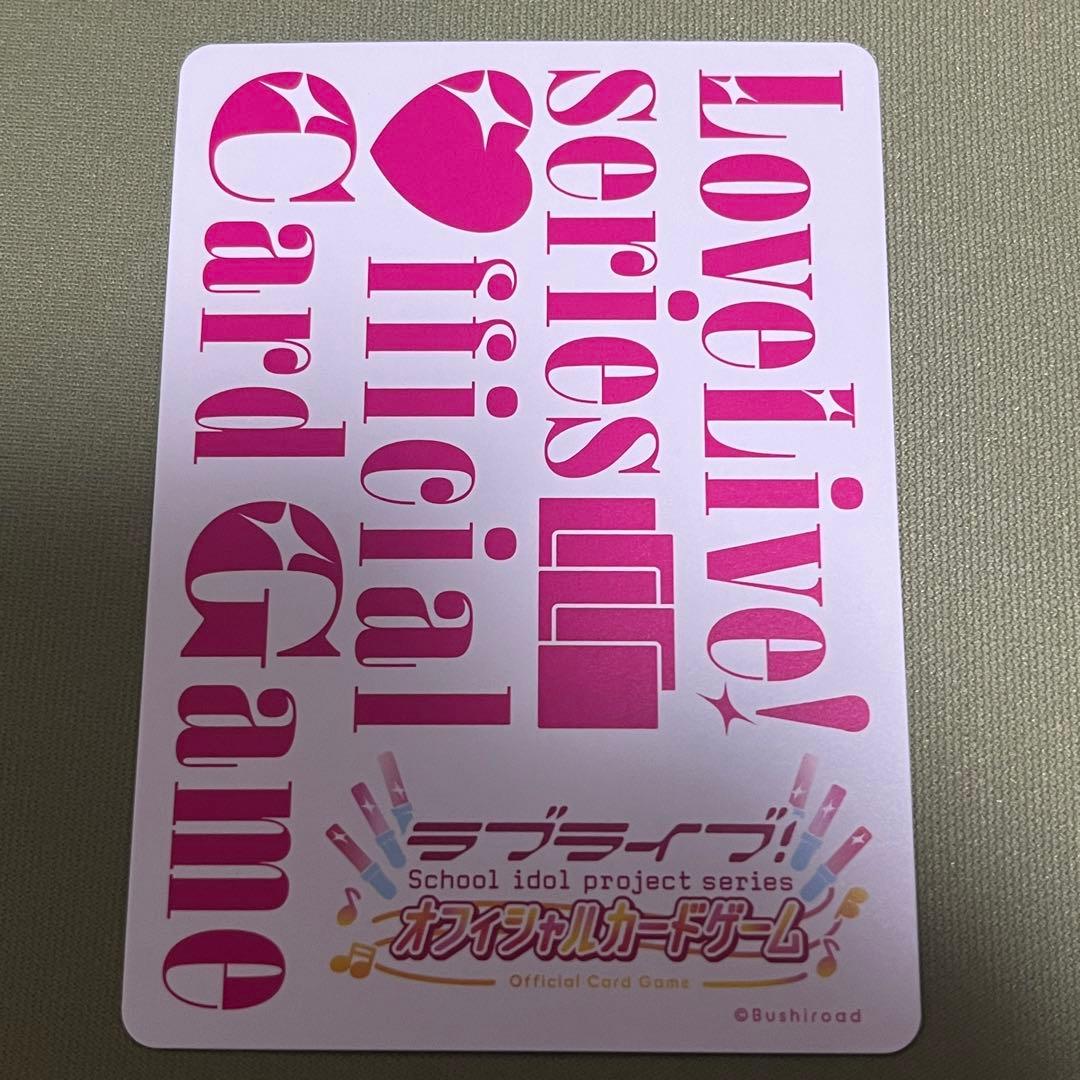 LoveLive!
series
Official
Card Game
ラブライブ!
School idol project series
オフィシャルカードゲーム
Official Card Game
©Bushiroad